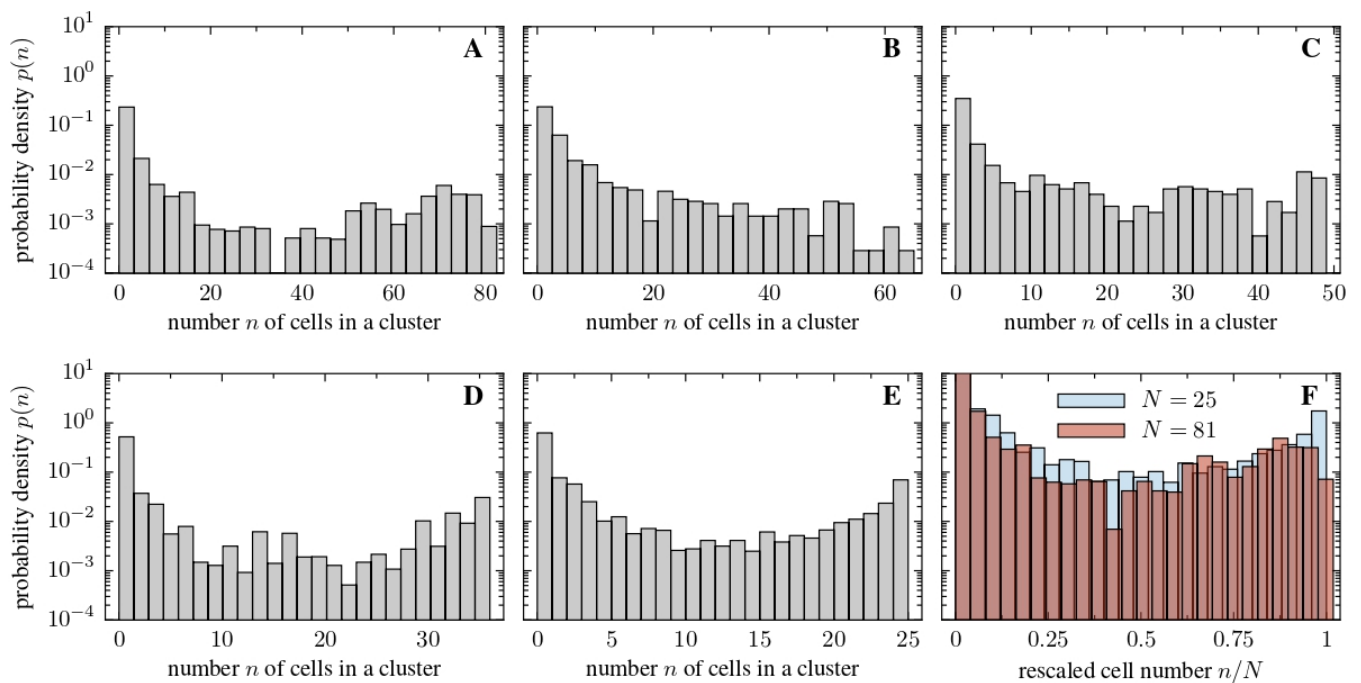 A
B
C
probability density p(n)
10^1
10^0
10^−1
10^−2
10^−3
10^−4
0 20 40 60 80
0 20 40 60
0 10 20 30 40 50
number n of cells in a cluster
number n of cells in a cluster
number n of cells in a cluster
D
E
F
N = 25
N = 81
probability density p(n)
10^1
10^0
10^−1
10^−2
10^−3
10^−4
0 10 20 30
0 5 10 15 20 25
0 0.25 0.5 0.75 1
number n of cells in a cluster
number n of cells in a cluster
rescaled cell number n/N